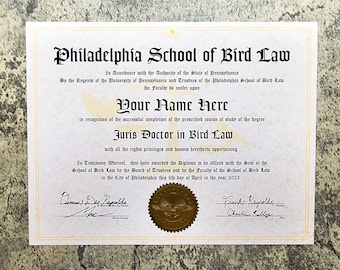 Philadelphia School of Bird Law
In Accordance with the Authority of the State of Pennsylvania
By the Regents of the University of Pennsylvania and Trustees of the Philadelphia School of Bird Law
the Faculty do confer upon
Your Name Here
in recognition of the successful completion of the prescribed course of study of the degree
Juris Doctor in Bird Law
with all the rights privileges and honors heretherto appertaining
In Testimony Whereof, they have awarded the Diploma to be affixed with the Seal of the
School of Bird Law by the Board of Trustees and by the Faculty of the School of Bird Law
in the City of Philadelphia this 5th day of April in the year 2023.
Frank Reynolds
Charlie Kelly